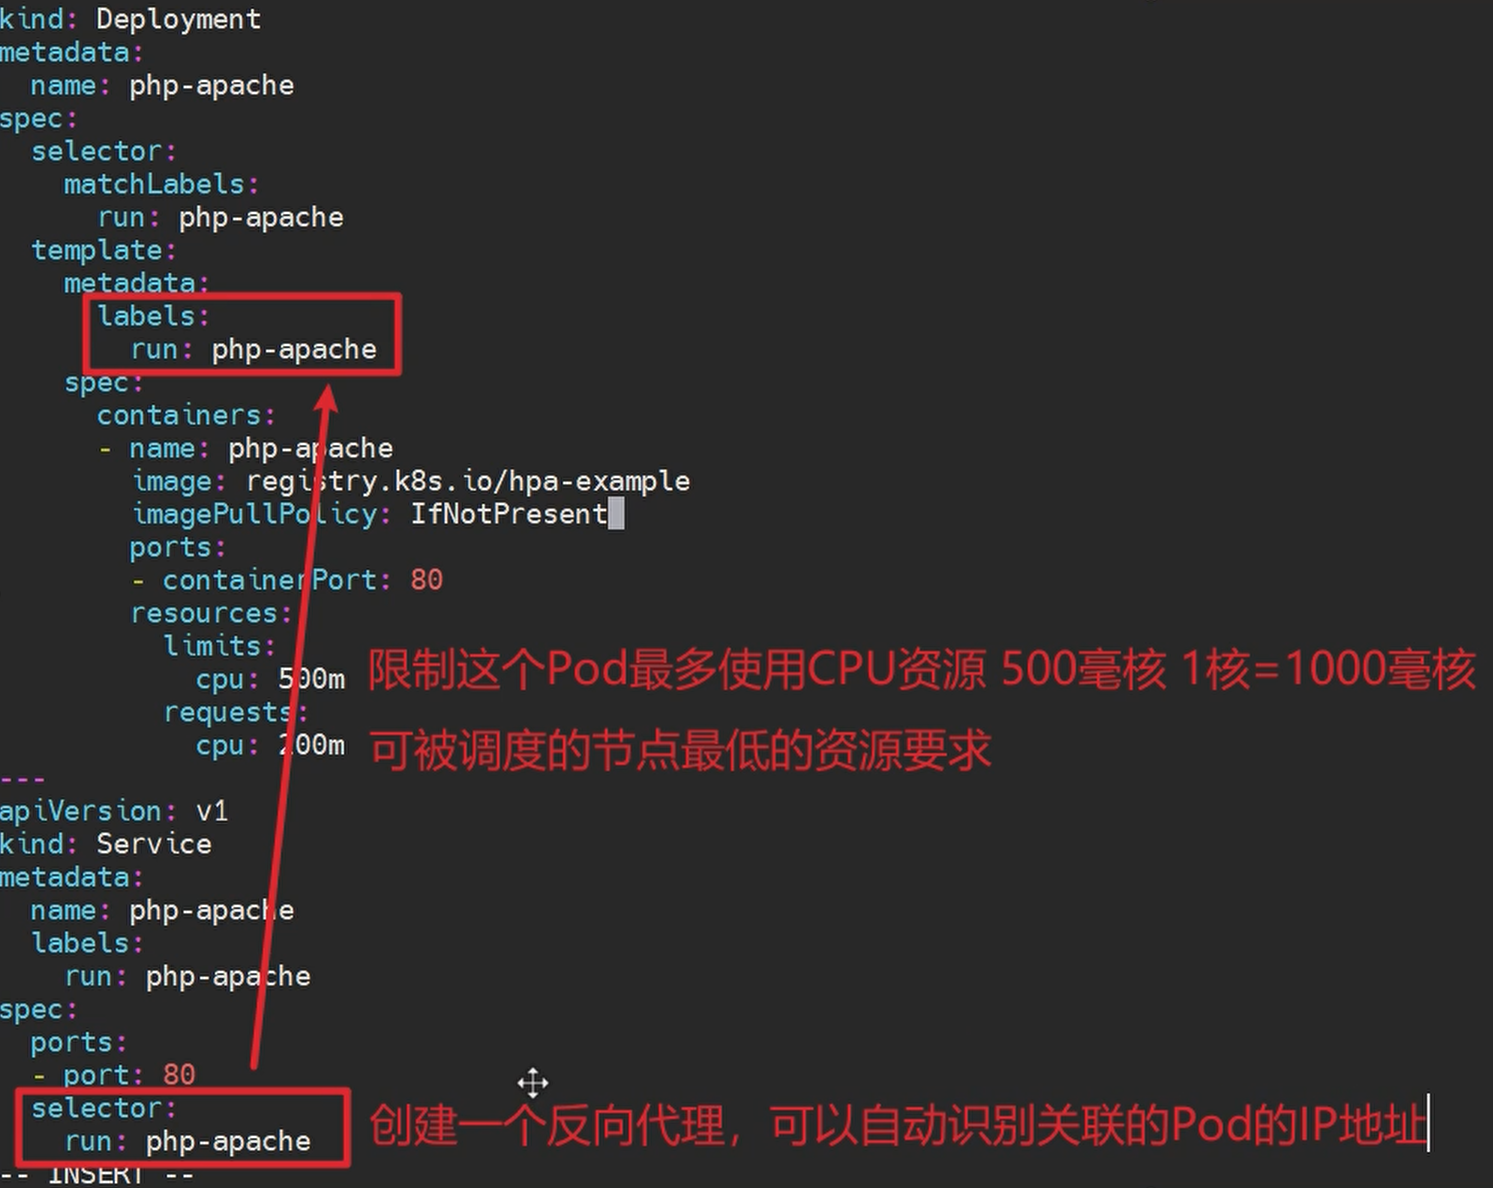 kind: Deployment
metadata:
  name: php-apache
spec:
  selector:
    matchLabels:
      run: php-apache
  template:
    metadata:
      labels:
        run: php-apache
    spec:
      containers:
      - name: php-apache
        image: registry.k8s.io/hpa-example
        imagePullPolicy: IfNotPresent
        ports:
        - containerPort: 80
        resources:
          limits:
            cpu: 500m 限制这个Pod最多使用CPU资源 500毫核 1核=1000毫核
          requests:
            cpu: 200m 可被调度的节点最低的资源要求
---
apiVersion: v1
kind: Service
metadata:
  name: php-apache
  labels:
    run: php-apache
spec:
  ports:
  - port: 80
  selector:
    run: php-apache 创建一个反向代理，可以自动识别关联的Pod的IP地址
-- INSERT --